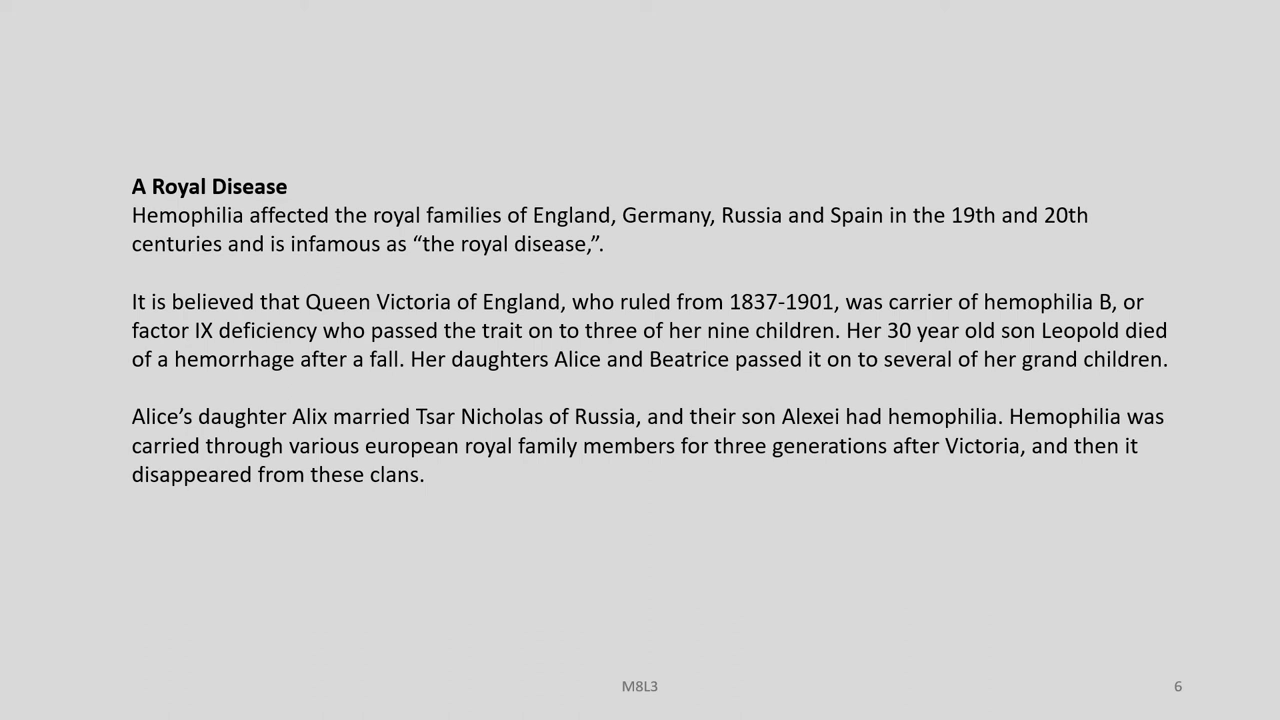 A Royal Disease
Hemophilia affected the royal families of England, Germany, Russia and Spain in the 19th and 20th
centuries and is infamous as “the royal disease,”.
It is believed that Queen Victoria of England, who ruled from 1837-1901, was carrier of hemophilia B, or
factor IX deficiency who passed the trait on to three of her nine children. Her 30 year old son Leopold died
of a hemorrhage after a fall. Her daughters Alice and Beatrice passed it on to several of her grand children.
Alice’s daughter Alix married Tsar Nicholas of Russia, and their son Alexei had hemophilia. Hemophilia was
carried through various european royal family members for three generations after Victoria, and then it
disappeared from these clans.
M8L3
6